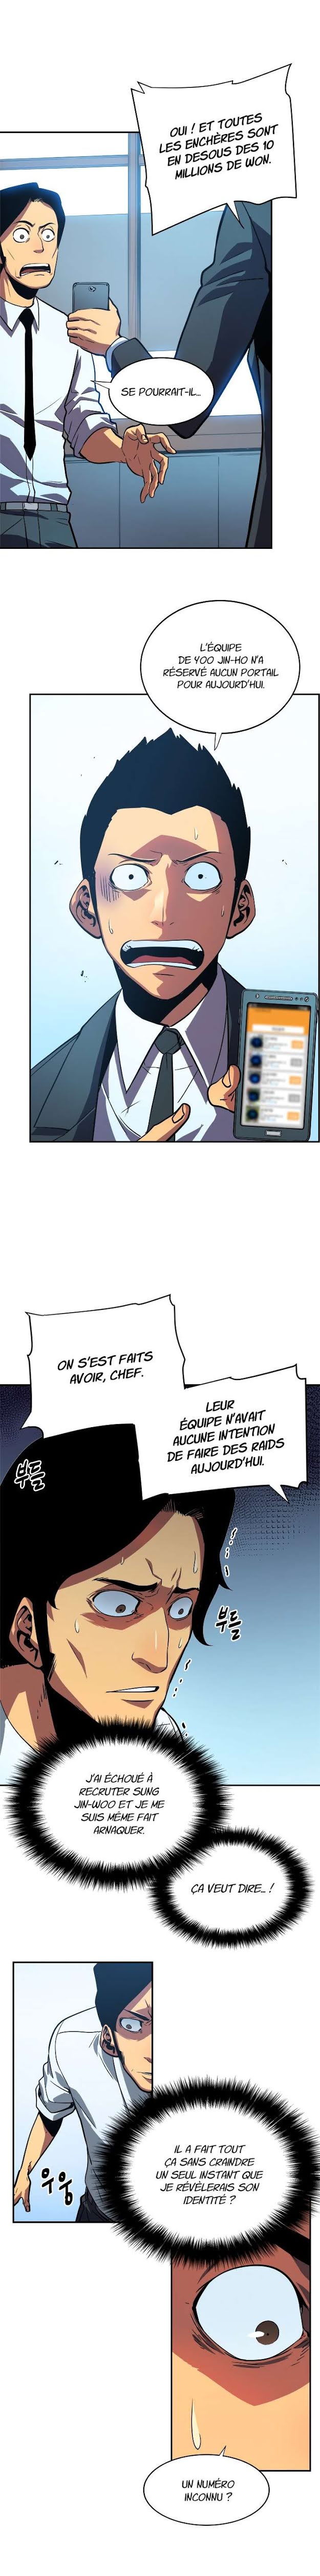 OUI ! ET TOUTES
LES ENCHÈRES SONT
EN DESOUS DES 10
MILLIONS DE WON.
SE POURRAIT-IL...
L'ÉQUIPE
DE YOO JIN-HO N'A
RÉSERVÉ AUCUN PORTAIL
POUR AUJOURD'HUI.
ON S'EST FAITS
AVOIR, CHEF.
LEUR
ÉQUIPE N'AVAIT
AUCUNE INTENTION
DE FAIRE DES RAIDS
AUJOURD'HUI.
부들
부들
J'AI ÉCHOUÉ À
RECRUTER SUNG
JIN-WOO ET JE ME
SUIS MÊME FAIT
ARNAQUER.
ÇA VEUT DIRE... !
IL A FAIT TOUT
ÇA SANS CRAINDRE
UN SEUL INSTANT QUE
JE RÉVÈLERAIS SON
IDENTITÉ ?
우웅
UN NUMÉRO
INCONNU ?